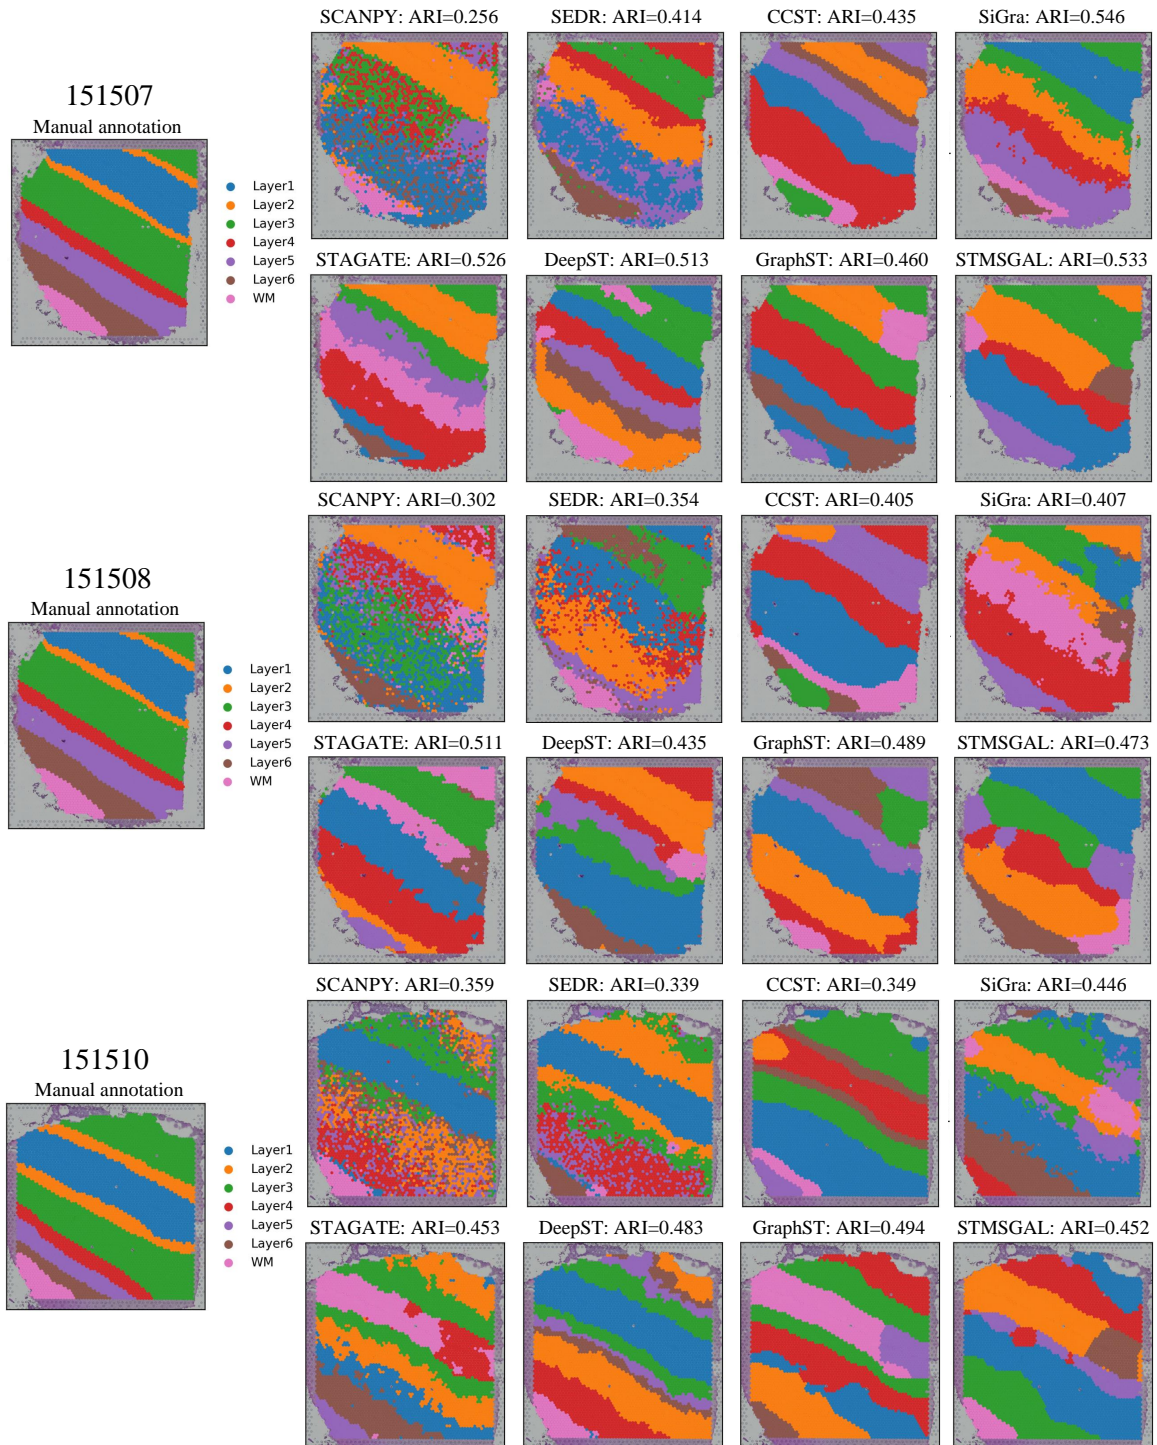 SCANPY: ARI=0.256
SEDR: ARI=0.414
CCST: ARI=0.435
SiGra: ARI=0.546
151507
Manual annotation
Layer1
Layer2
Layer3
Layer4
Layer5
Layer6
WM
STAGATE: ARI=0.526
DeepST: ARI=0.513
GraphST: ARI=0.460
STMSGAL: ARI=0.533
SCANPY: ARI=0.302
SEDR: ARI=0.354
CCST: ARI=0.405
SiGra: ARI=0.407
151508
Manual annotation
Layer1
Layer2
Layer3
Layer4
Layer5
Layer6
WM
STAGATE: ARI=0.511
DeepST: ARI=0.435
GraphST: ARI=0.489
STMSGAL: ARI=0.473
SCANPY: ARI=0.359
SEDR: ARI=0.339
CCST: ARI=0.349
SiGra: ARI=0.446
151510
Manual annotation
Layer1
Layer2
Layer3
Layer4
Layer5
Layer6
WM
STAGATE: ARI=0.453
DeepST: ARI=0.483
GraphST: ARI=0.494
STMSGAL: ARI=0.452